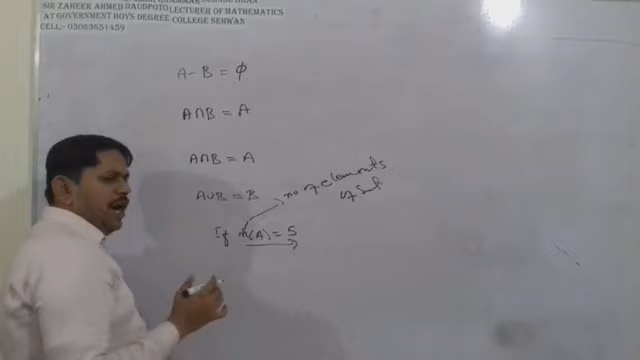 SIR ZAHEER AHMED DAUDPOTO LECTURER OF MATHEMATICS
AT GOVERNMENT BOYS DEGREE COLLEGE SEHWAN
CELL:- 03063651459
A - B = ϕ
A∩B = A
A∩B = A
A∪B = B
no of elements
of Set
If n(A) = 5